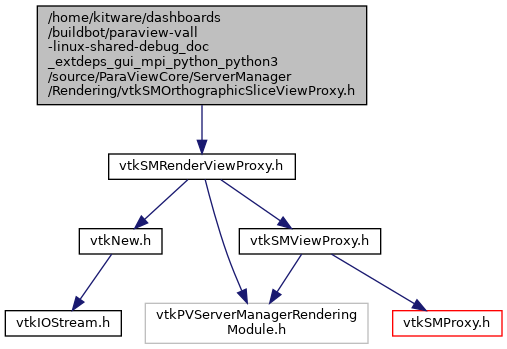 /home/kitware/dashboards
/buildbot/paraview-vall
-linux-shared-debug_doc
_extdeps_gui_mpi_python_python3
/source/ParaViewCore/ServerManager
/Rendering/vtkSMOrthographicSliceViewProxy.h
vtkSMRenderViewProxy.h
vtkNew.h
vtkSMViewProxy.h
vtkIOStream.h
vtkPVServerManagerRendering
Module.h
vtkSMProxy.h